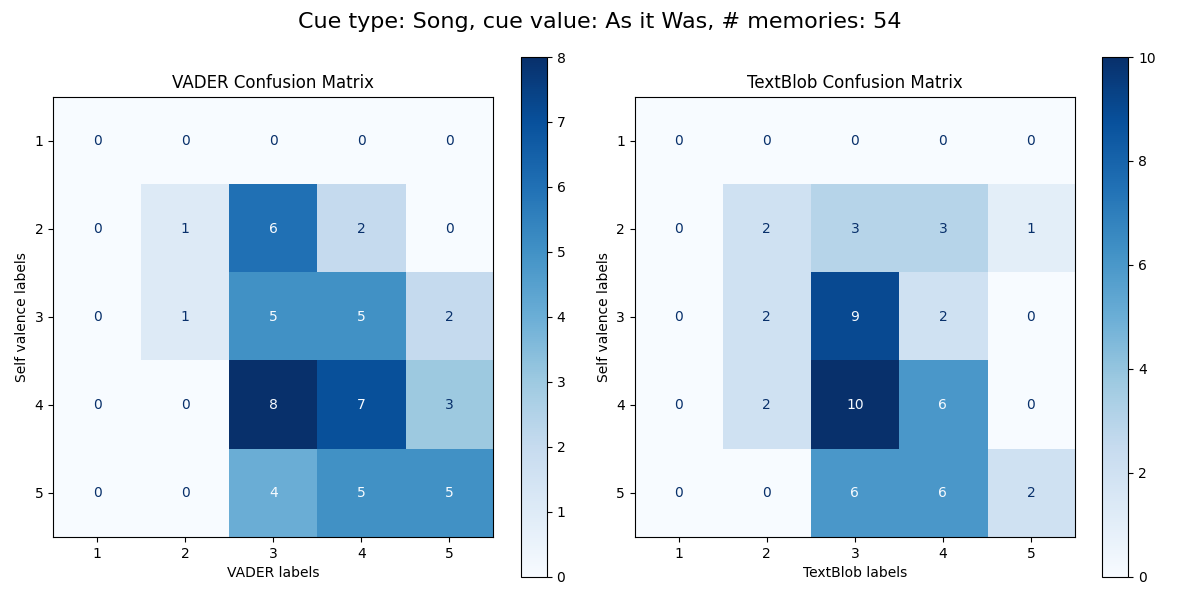 Cue type: Song, cue value: As it Was, # memories: 54
VADER Confusion Matrix
Self valence labels
1 0 0 0 0 0
2 0 1 6 2 0
3 0 1 5 5 2
4 0 0 8 7 3
5 0 0 4 5 5
1 2 3 4 5
VADER labels
8
7
6
5
4
3
2
1
0
TextBlob Confusion Matrix
Self valence labels
1 0 0 0 0 0
2 0 2 3 3 1
3 0 2 9 2 0
4 0 2 10 6 0
5 0 0 6 6 2
1 2 3 4 5
TextBlob labels
10
8
6
4
2
0